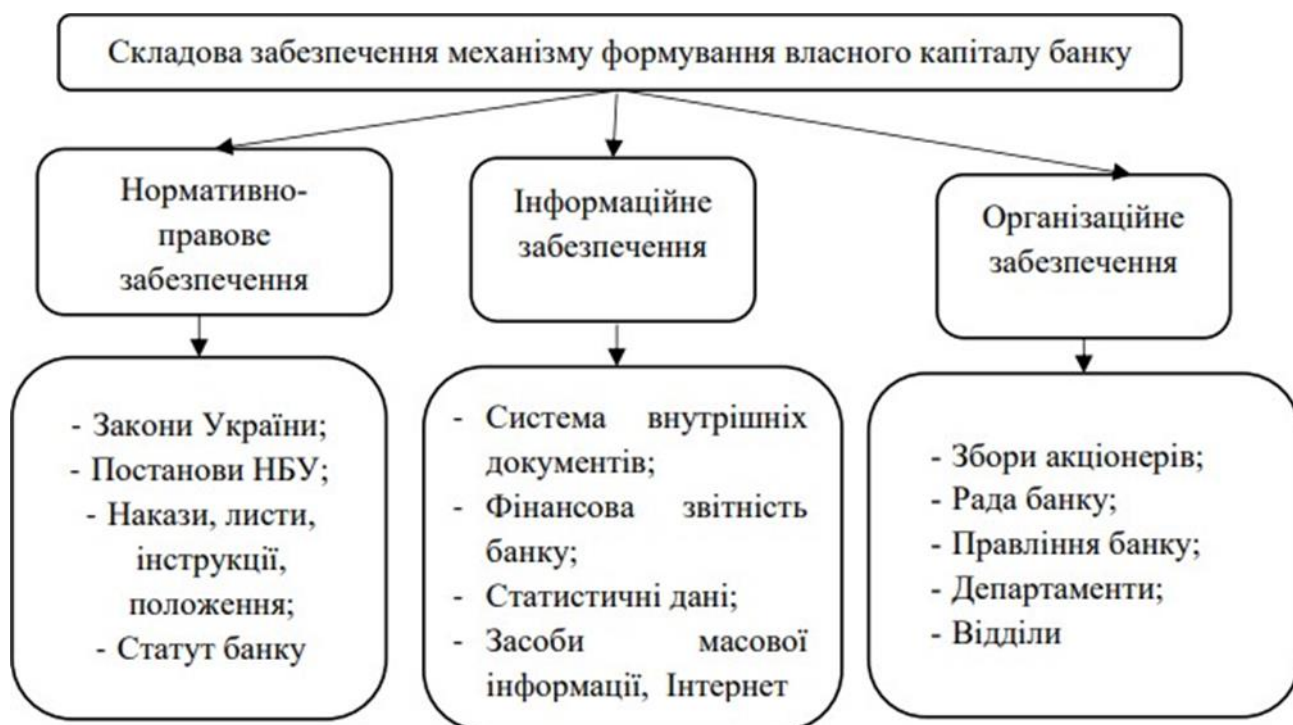 Складова забезпечення механізму формування власного капіталу банку
Нормативно-
правове
забезпечення
Інформаційне
забезпечення
Організаційне
забезпечення
- Закони України;
- Постанови НБУ;
- Накази, листи,
інструкції,
положення;
- Статут банку
- Система внутрішніх
документів;
- Фінансова звітність
банку;
- Статистичні дані;
- Засоби масової
інформації, Інтернет
- Збори акціонерів;
- Рада банку;
- Правління банку;
- Департаменти;
- Відділи